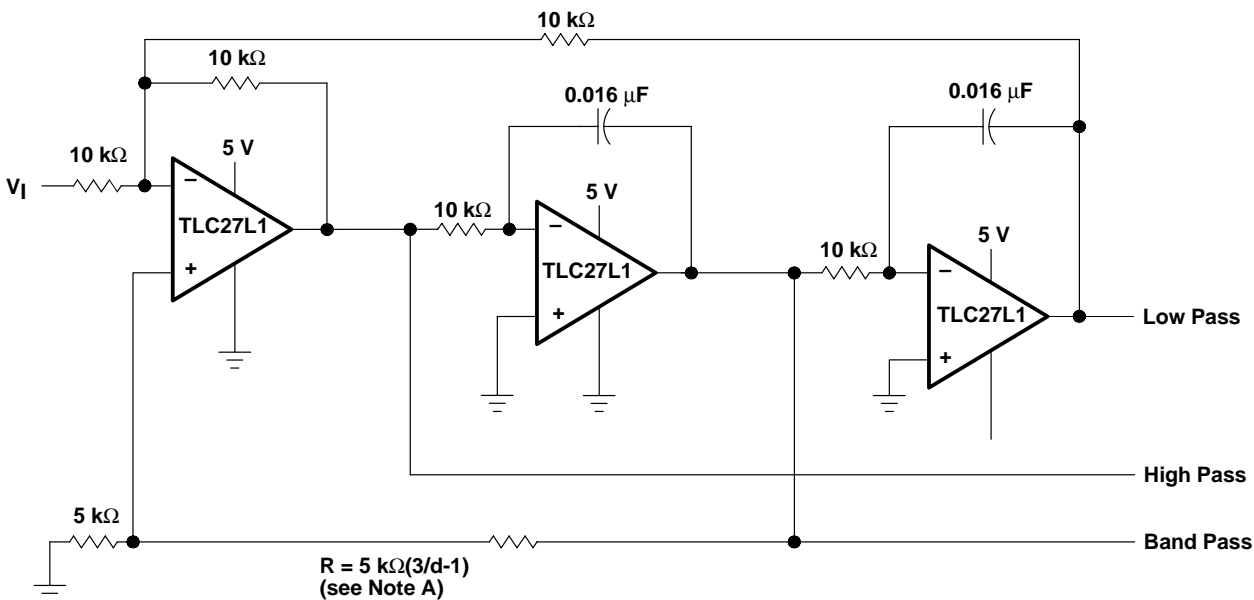 10 kΩ
10 kΩ
0.016 μF
0.016 μF
10 kΩ
5 V
VI
−
TLC27L1
+
5 V
10 kΩ
−
TLC27L1
+
5 V
10 kΩ
−
TLC27L1
+
Low Pass
High Pass
5 kΩ
Band Pass
R = 5 kΩ(3/d-1)
(see Note A)